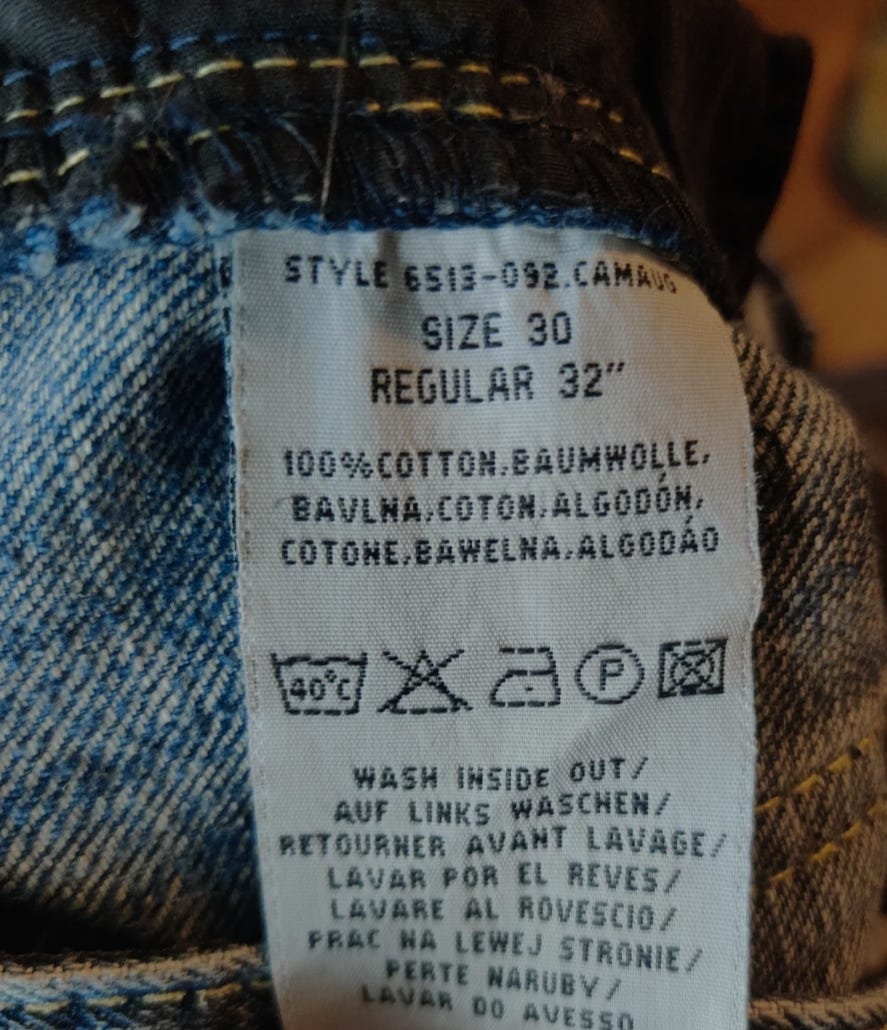 STYLE 6513-092.CAMAUG
SIZE 30
REGULAR 32"
100%COTTON,BAUMWOLLE,
BAVLNA,COTON,ALGODÓN,
COTONE,BAWELNA,ALGODÁO
40°C P
WASH INSIDE OUT/
AUF LINKS WASCHEN/
RETOURNER AVANT LAVAGE/
LAVAR POR EL REVES/
LAVARE AL ROVESCIO/
PRAC NA LEWEJ STRONIE/
PERTE NARUBY/
LAVAR DO AVESSO